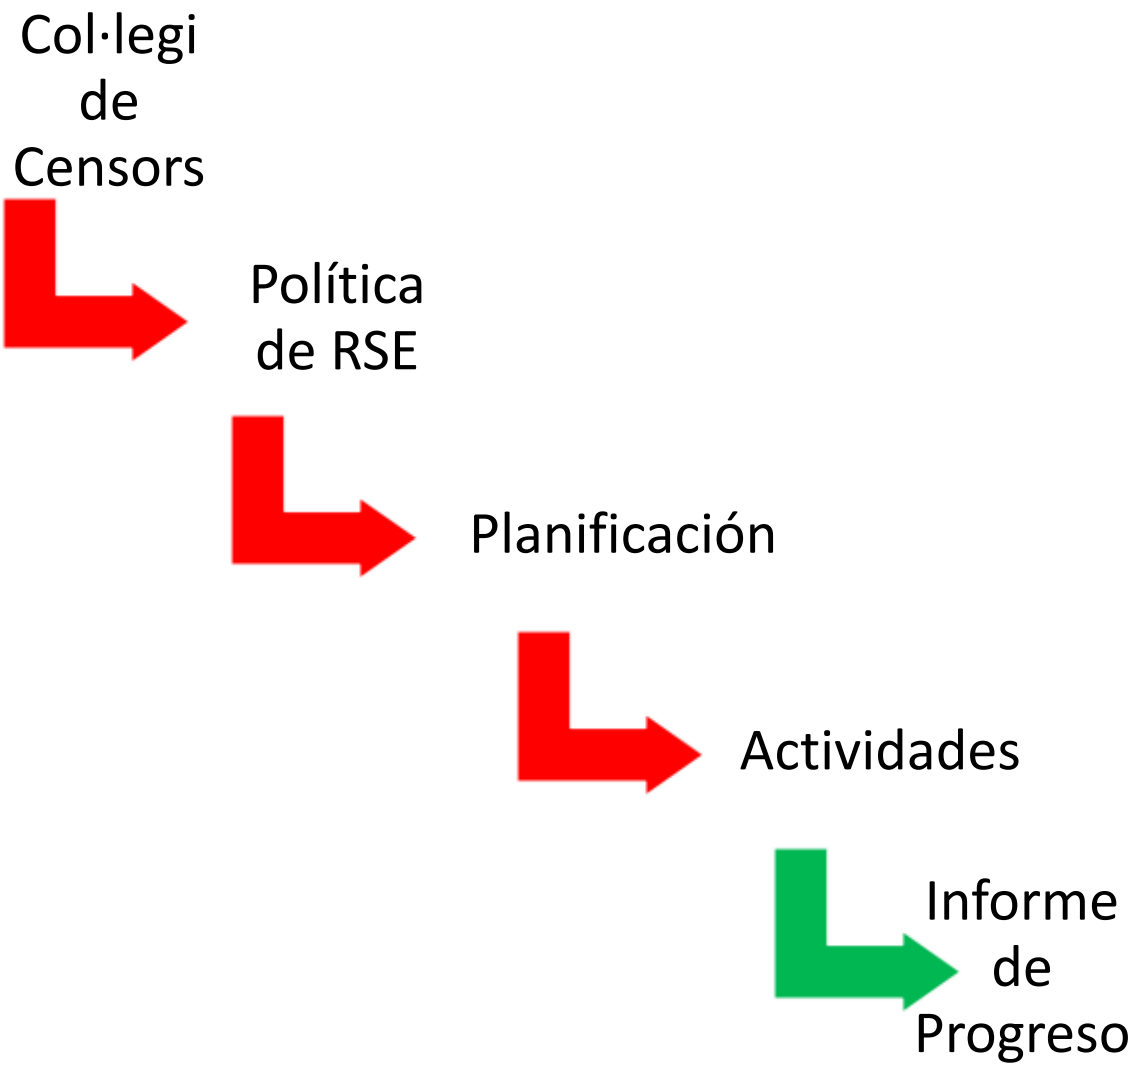 Col·legi
de
Censors
Política
de RSE
Planificación
Actividades
Informe
de
Progreso